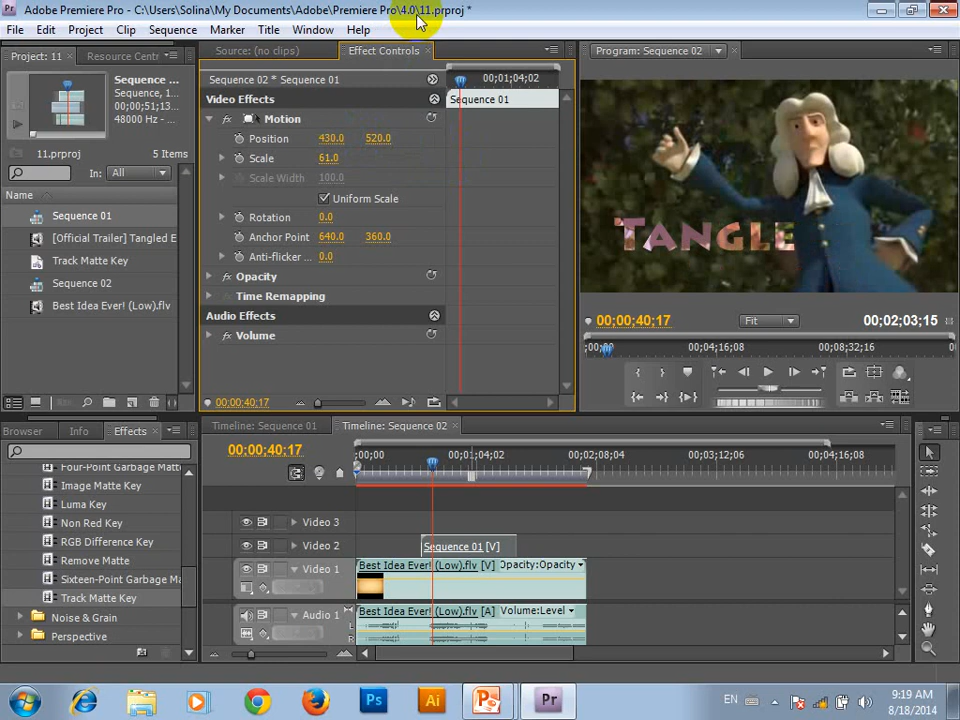 Adobe Premiere Pro - C:\Users\Solina\My Documents\Adobe\Premiere Pro\4.0\11.prproj *
File Edit Project Clip Sequence Marker Title Window Help
Project: 11 × Resource Centr
Sequence ...
Sequence ...
00;00;51;13...
48000 Hz - ...
11.prproj 5 Items
In: All
Name
Sequence 01
[Official Trailer] Tangled E
Track Matte Key
Sequence 02
Best Idea Ever! (Low).flv
Source: (no clips) Effect Controls ×
Sequence 02 * Sequence 01 00;01;04;02
Video Effects Sequence 01
fx Motion
Position 430.0 520.0
Scale 61.0
Scale Width 100.0
Uniform Scale
Rotation 0.0
Anchor Point 640.0 360.0
Anti-flicker ... 0.0
fx Opacity
Time Remapping
Audio Effects
fx Volume
00;00;40;17
Program: Sequence 02 ×
TANGLE
00;00;40;17 Fit 00;02;03;15
;00;00 00;04;16;08 00;08;32;16 0
Browser Info Effects ×
Four-Point Garbage Matt
Image Matte Key
Luma Key
Non Red Key
RGB Difference Key
Remove Matte
Sixteen-Point Garbage Ma
Track Matte Key
Noise & Grain
Perspective
Timeline: Sequence 01 Timeline: Sequence 02 ×
00;00;40;17 ;00;00 00;01;04;02 00;02;08;04 00;03;12;06 00;04;16;08
Video 3
Video 2 Sequence 01 [V]
Video 1 Best Idea Ever! (Low).flv [V] Opacity:Opacity
Audio 1 Best Idea Ever! (Low).flv [A] Volume:Level
L
R
Ps Ai Pr EN 9:19 AM
8/18/2014